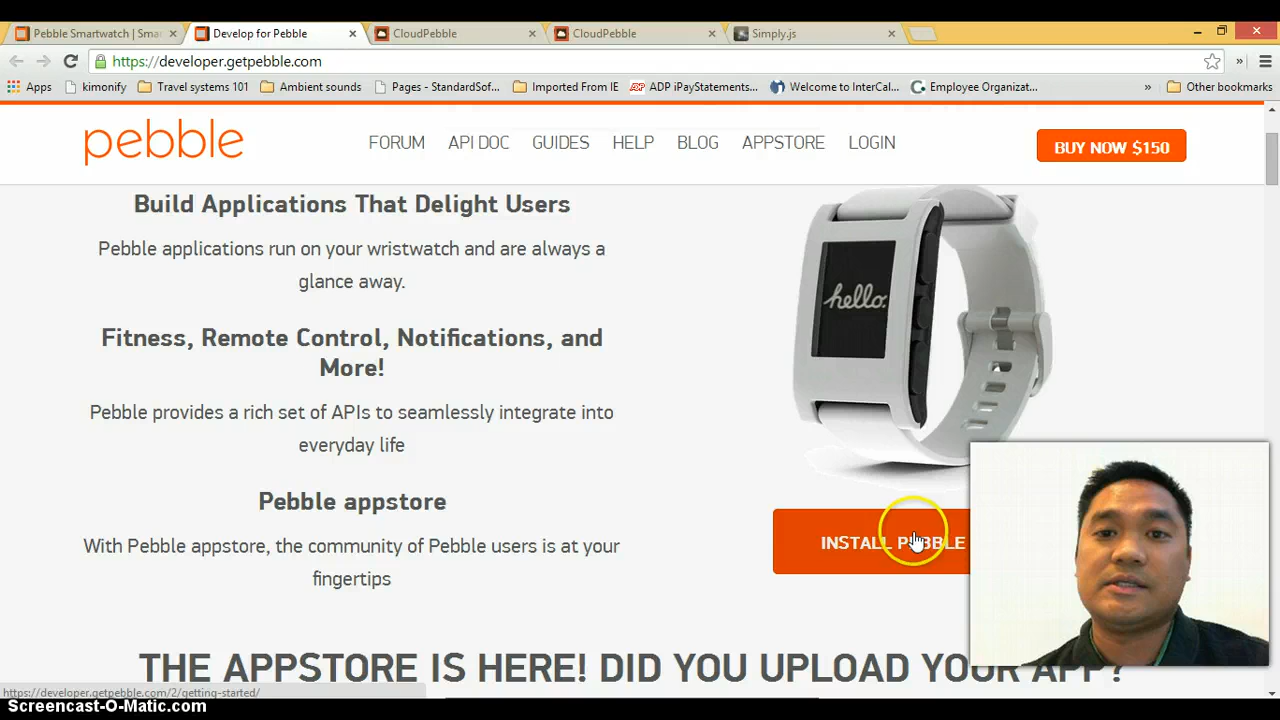 Pebble Smartwatch | Smar
Develop for Pebble
CloudPebble
CloudPebble
Simply.js
https://developer.getpebble.com
Apps
kimonify
Travel systems 101
Ambient sounds
Pages - StandardSof...
Imported From IE
ADP iPayStatements...
Welcome to InterCal...
Employee Organizat...
»
Other bookmarks
pebble
FORUM
API DOC
GUIDES
HELP
BLOG
APPSTORE
LOGIN
BUY NOW $150
Build Applications That Delight Users
Pebble applications run on your wristwatch and are always a
glance away.
hello.
Fitness, Remote Control, Notifications, and
More!
Pebble provides a rich set of APIs to seamlessly integrate into
everyday life
Pebble appstore
With Pebble appstore, the community of Pebble users is at your
fingertips
INSTALL PEBBLE
THE APPSTORE IS HERE! DID YOU UPLOAD YOUR APP?
https://developer.getpebble.com/2/getting-started/
Screencast-O-Matic.com